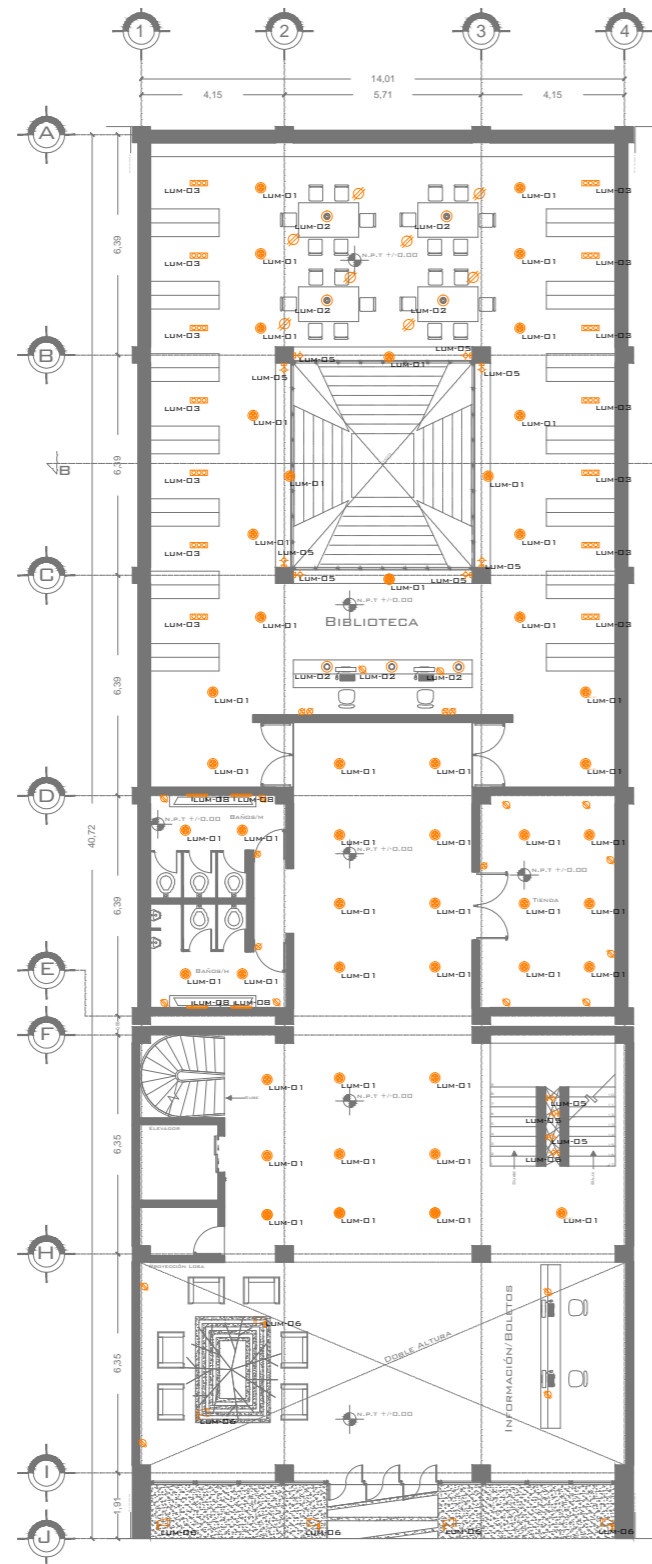 1 2 3 4
14,01
4,15 5,71 4,15
A
LUM-03 LUM-01 LUM-01 LUM-03
LUM-02 LUM-02
6,39
LUM-03 LUM-01 N.P.T +/-0.00 LUM-01 LUM-03
LUM-02 LUM-02
LUM-03 LUM-01 LUM-01 LUM-03
B
LUM-05 LUM-01 LUM-05
LUM-05 LUM-05
LUM-03 LUM-03
LUM-01 LUM-01
B
6,39
LUM-03 LUM-01 LUM-01 LUM-03
LUM-01 LUM-01
LUM-03 LUM-05 LUM-05 LUM-03
C
LUM-05 LUM-01 LUM-05
N.P.T +/-0.00
LUM-03 LUM-01 BIBLIOTECA LUM-01 LUM-03
6,39
LUM-02 LUM-02 LUM-02
LUM-01 LUM-01
LUM-01 LUM-01 LUM-01 LUM-01
D
LUM-08 LUM-08
BAÑOS/M
N.P.T +/-0.00
40,72
LUM-01 LUM-01 LUM-01 LUM-01 LUM-01 LUM-01
N.P.T +/-0.00 N.P.T +/-0.00
6,39
TIENDA
LUM-01 LUM-01 LUM-01 LUM-01
E
BAÑOS/H
LUM-01 LUM-01 LUM-01 LUM-01 LUM-01 LUM-01
LUM-08 LUM-08
F
LUM-01 LUM-01 LUM-01
SUBE
N.P.T +/-0.00
LUM-05
ELEVADOR
6,35
LUM-05
LUM-01 LUM-01 LUM-01 LUM-06
SUBE BAJA
LUM-01 LUM-01 LUM-01 LUM-01
H
PROYECCIÓN LOSA
LUM-06
DOBLE ALTURA
INFORMACIÓN/BOLETOS
6,35
LUM-06
N.P.T +/-0.00
I
1,91
LUM-06 LUM-06 LUM-06 LUM-06
J